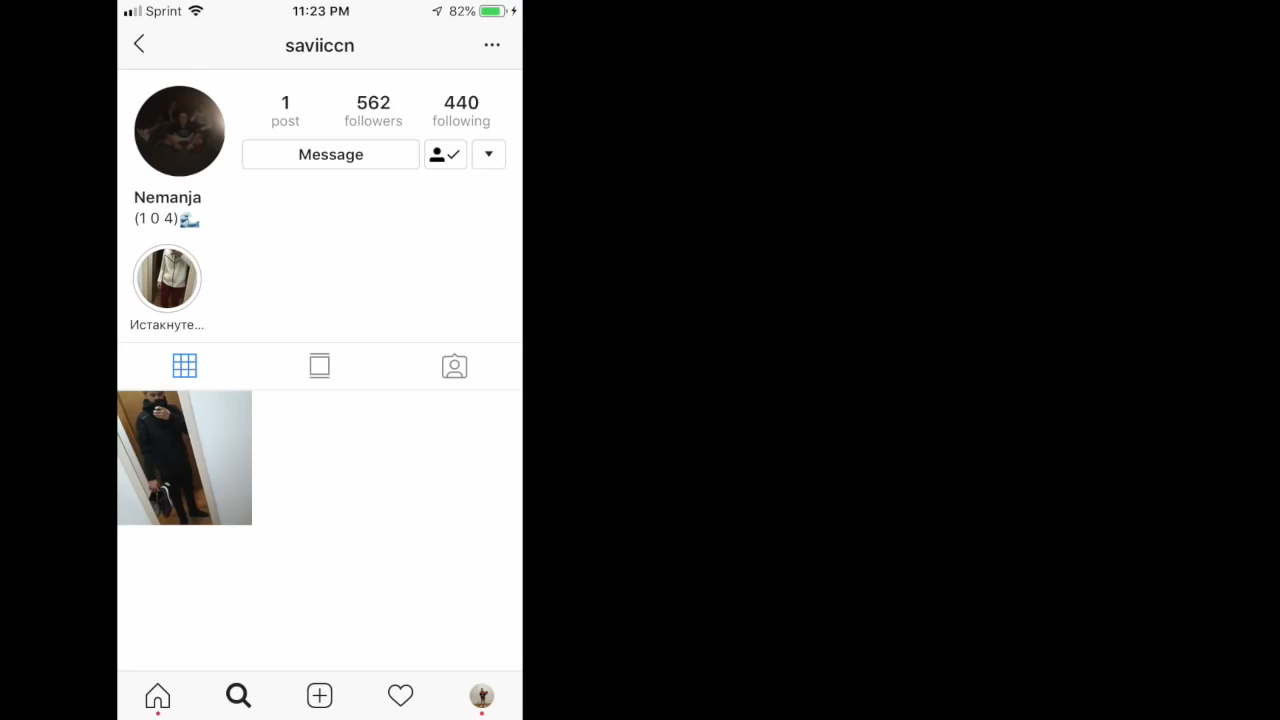 Sprint 11:23 PM 82%
saviiccn
1 562 440
post followers following
Message
Nemanja
(1 0 4)🌊
Истакнуте...